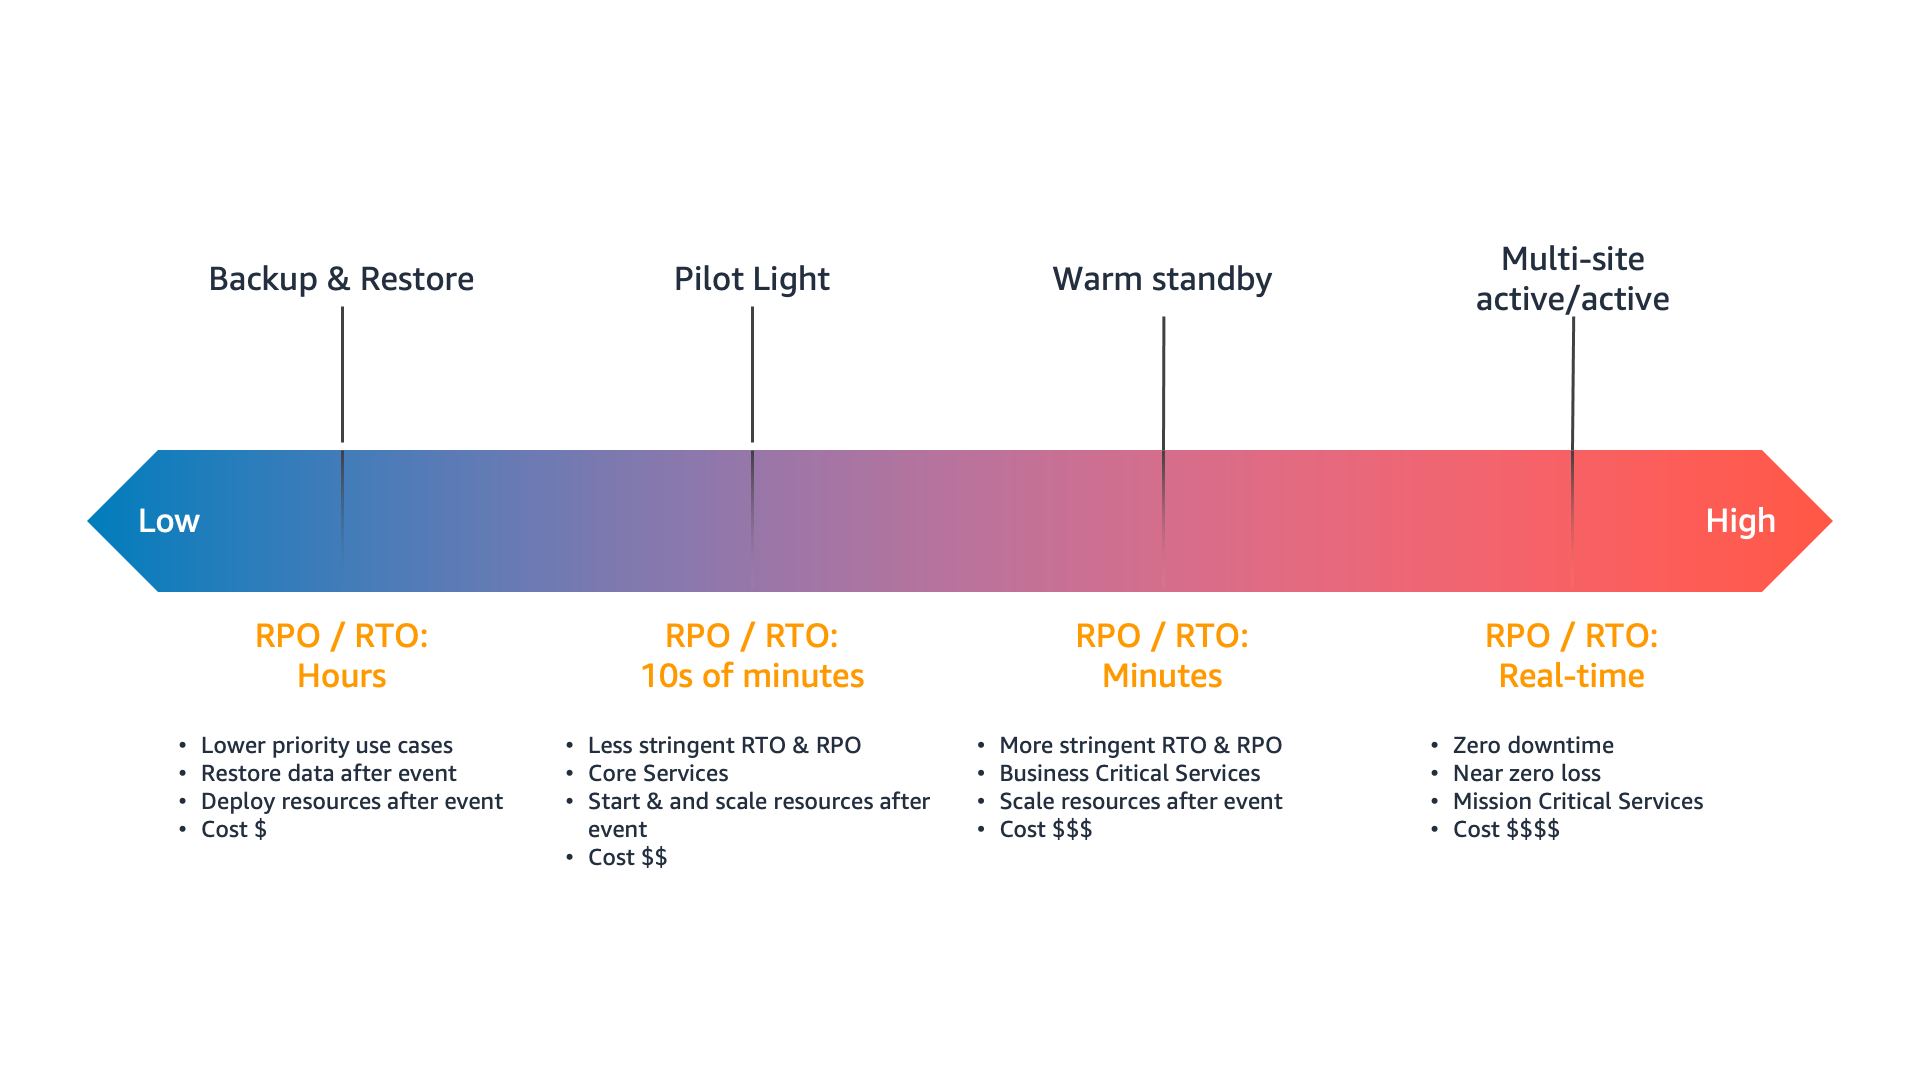 Backup & Restore
Pilot Light
Warm standby
Multi-site
active/active
Low
High
RPO / RTO:
Hours
RPO / RTO:
10s of minutes
RPO / RTO:
Minutes
RPO / RTO:
Real-time
• Lower priority use cases
• Restore data after event
• Deploy resources after event
• Cost $
• Less stringent RTO & RPO
• Core Services
• Start & and scale resources after
event
• Cost $$
• More stringent RTO & RPO
• Business Critical Services
• Scale resources after event
• Cost $$$
• Zero downtime
• Near zero loss
• Mission Critical Services
• Cost $$$$